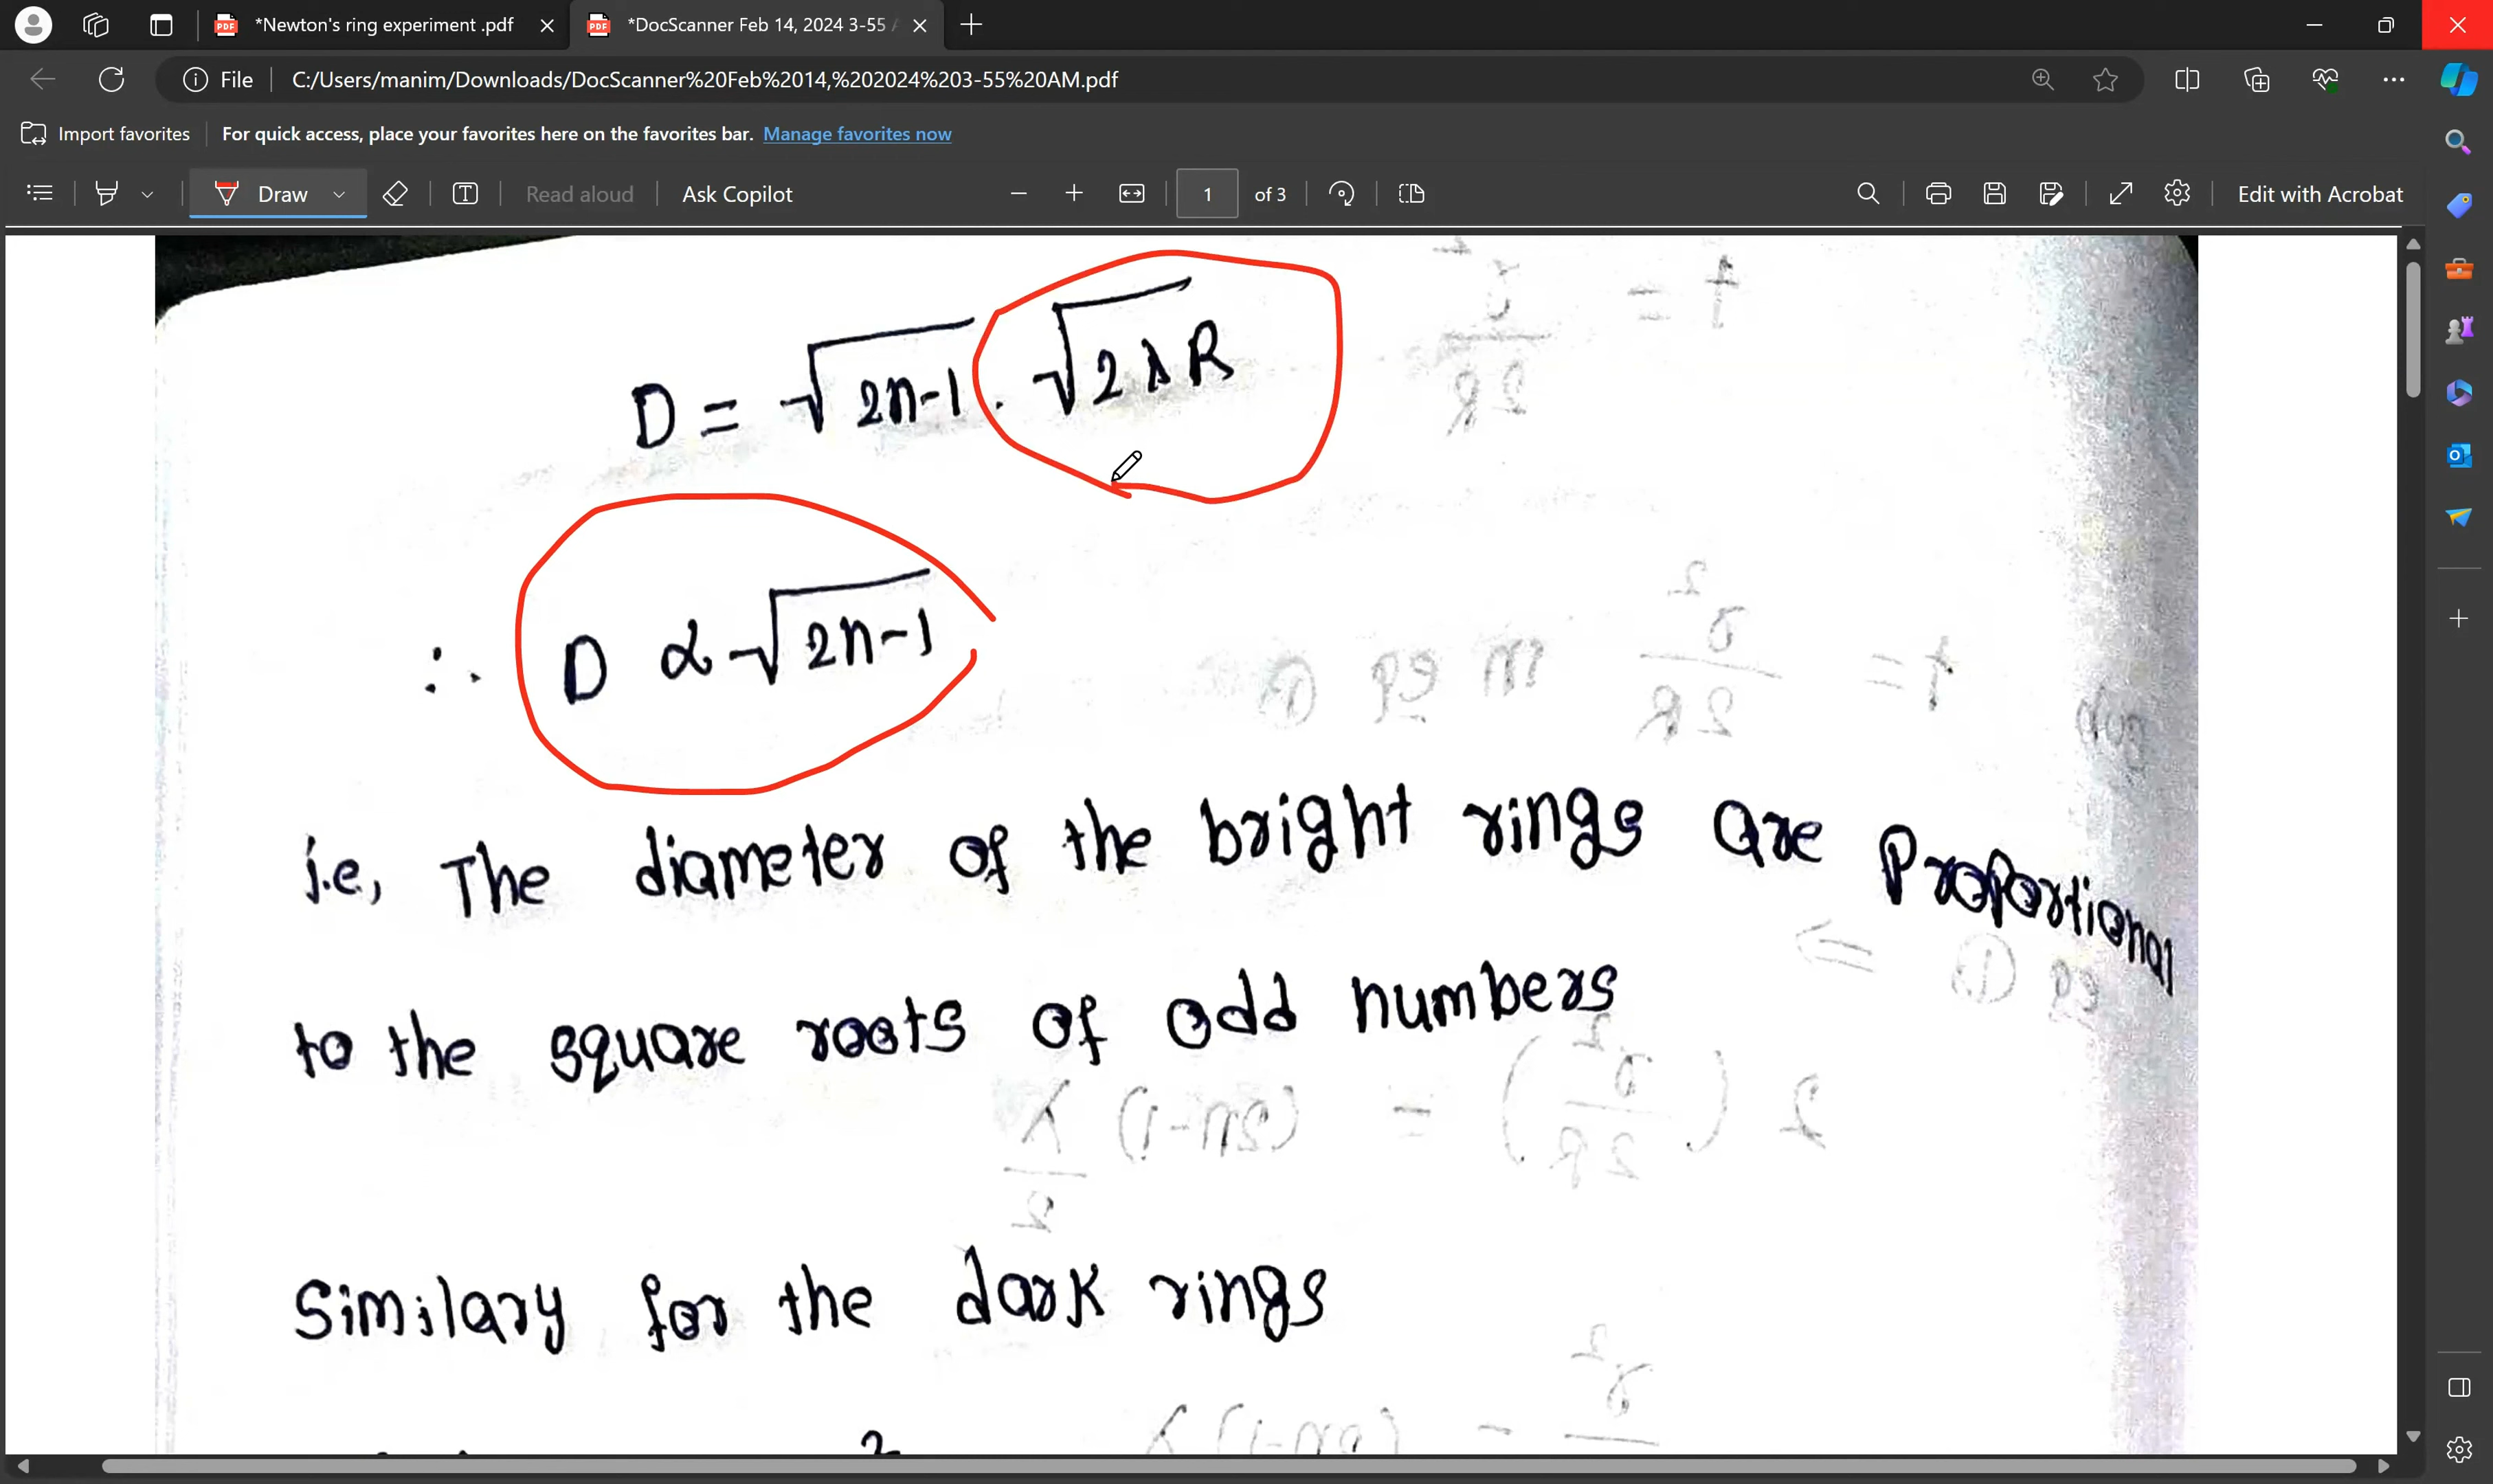 *Newton's ring experiment .pdf
*DocScanner Feb 14, 2024 3-55 A
File
C:/Users/manim/Downloads/DocScanner%20Feb%2014,%202024%203-55%20AM.pdf
Import favorites
For quick access, place your favorites here on the favorites bar. Manage favorites now
Draw
Read aloud
Ask Copilot
1 of 3
Edit with Acrobat
D = √2n-1 . √2λR
∴ D α √2n-1
i.e, The diameter of the bright rings are Proportional
to the square roots of odd numbers
Similary for the dark rings